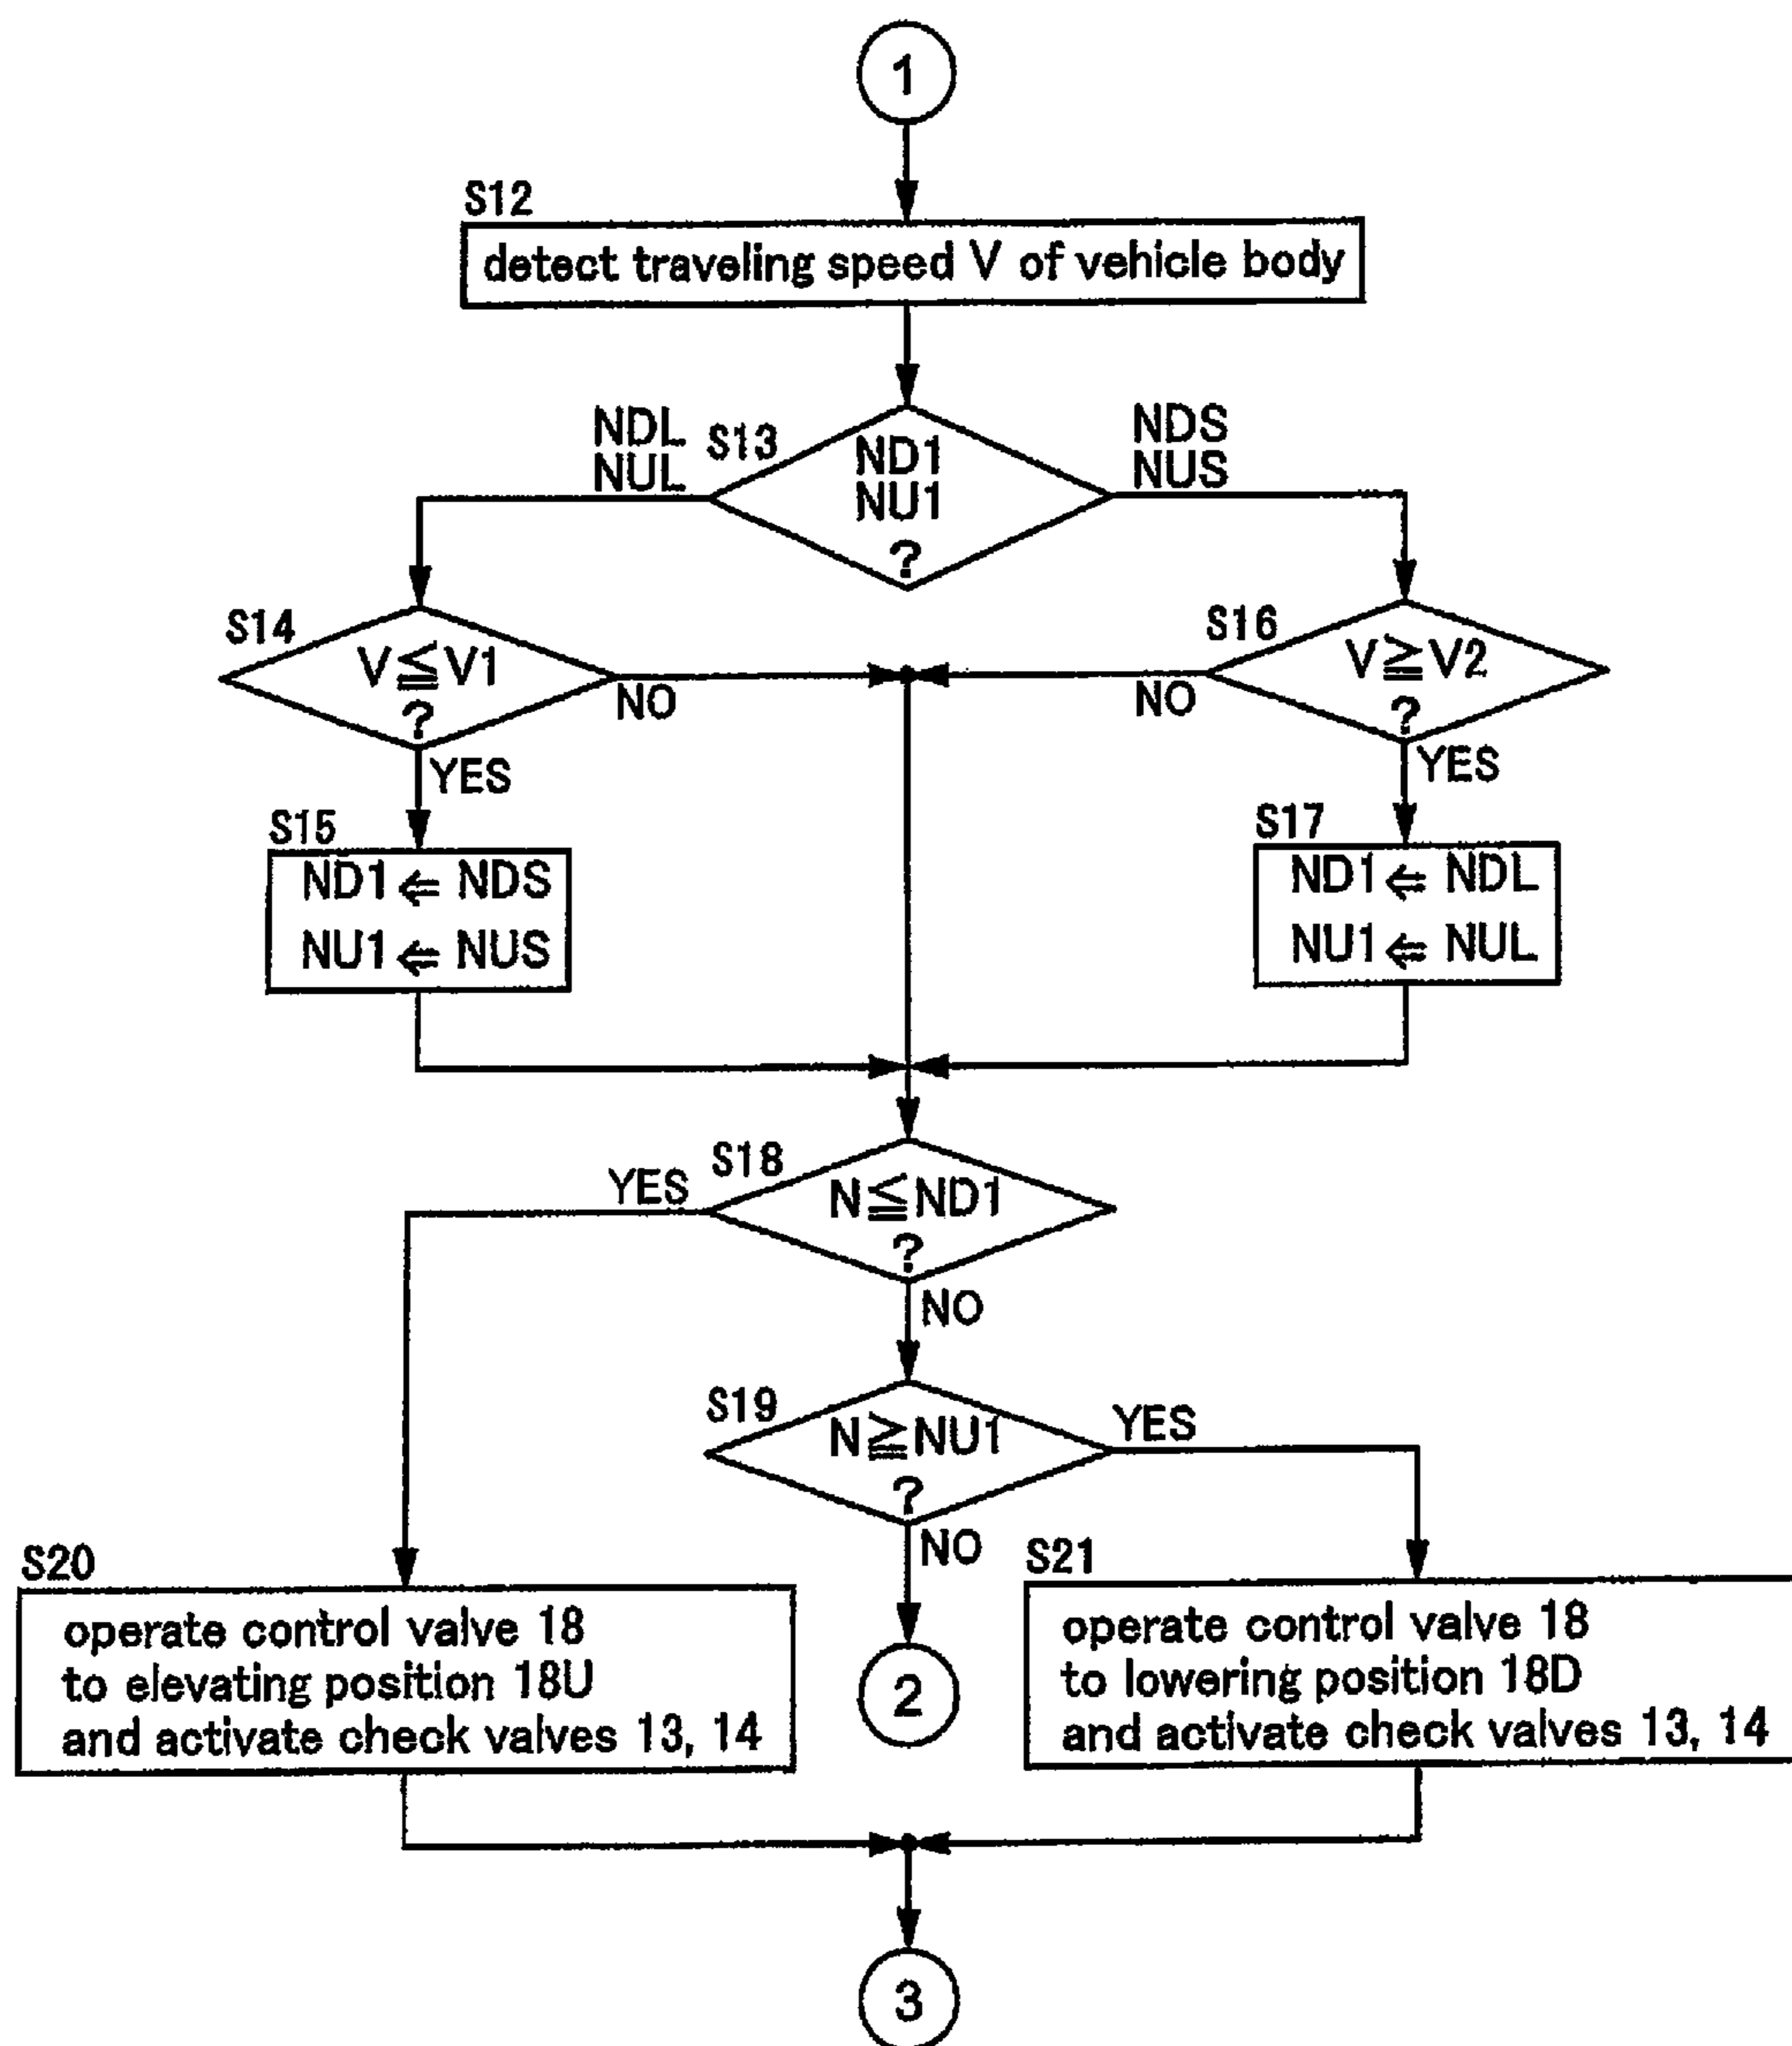 1
S12
detect traveling speed V of vehicle body
NDL
NUL
S13
ND1
NU1
?
NDS
NUS
S14
V≦V1
?
NO
YES
S16
V≧V2
?
NO
YES
S15
ND1⇐ NDS
NU1⇐ NUS
S17
ND1⇐ NDL
NU1⇐ NUL
S18
N≦ND1
?
YES
NO
S19
N≧NU1
?
YES
NO
S20
operate control valve 18
to elevating position 18U
and activate check valves 13, 14
2
S21
operate control valve 18
to lowering position 18D
and activate check valves 13, 14
3